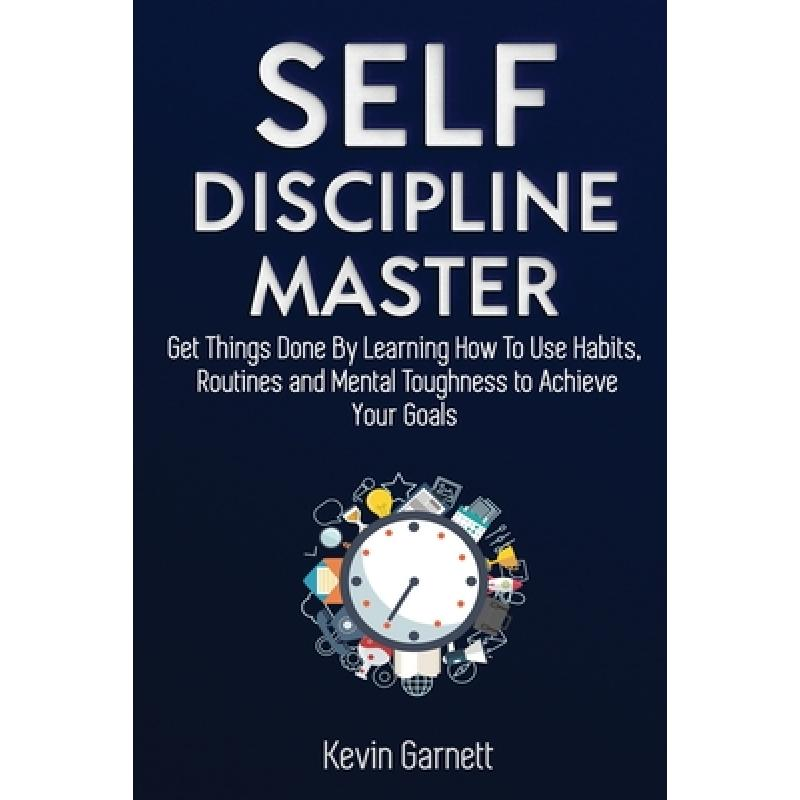 SELF
DISCIPLINE
MASTER
Get Things Done By Learning How To Use Habits,
Routines and Mental Toughness to Achieve
Your Goals
Kevin Garnett